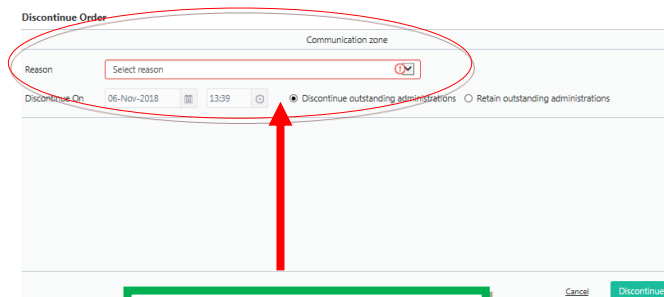 Discontinue Order
Communication zone
Reason Select reason
Discontinue On 06-Nov-2018 13:39 Discontinue outstanding administrations Retain outstanding administrations
Cancel Discontinue